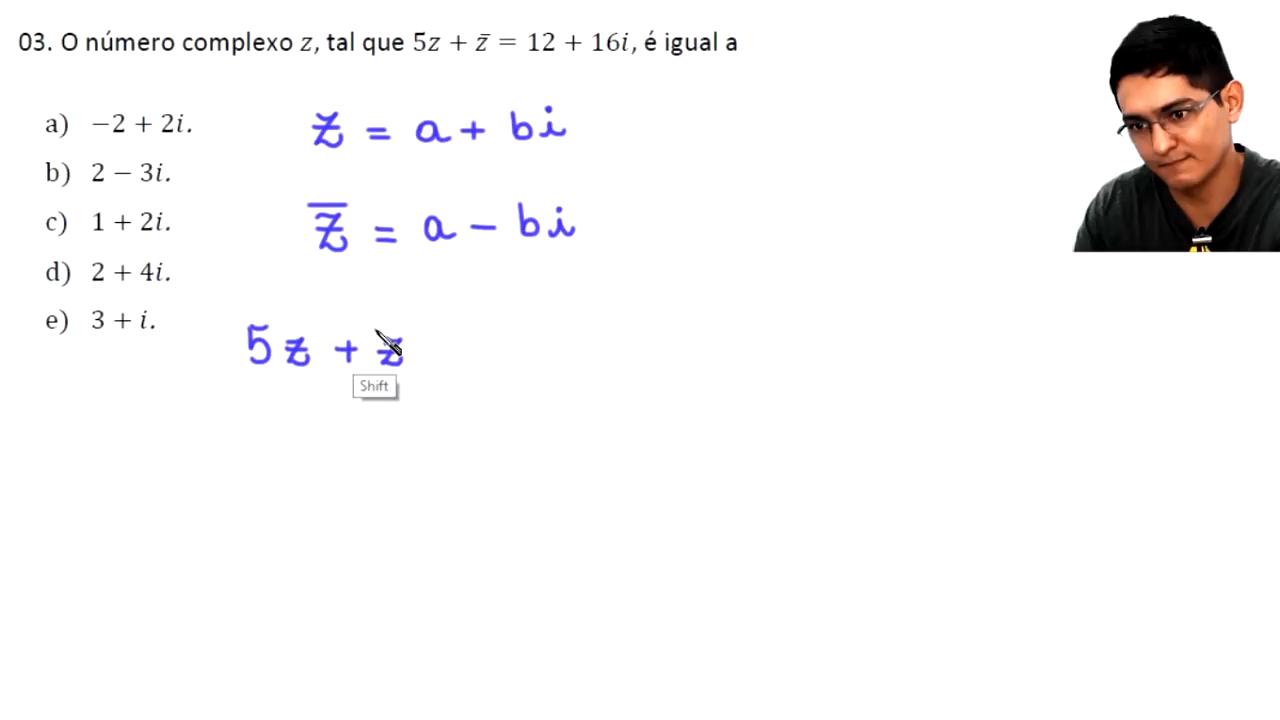 03. O número complexo z, tal que 5z + z̄ = 12 + 16i, é igual a
a) −2 + 2i.
b) 2 − 3i.
c) 1 + 2i.
d) 2 + 4i.
e) 3 + i.
z = a + bi
z̄ = a − bi
5z + z
Shift